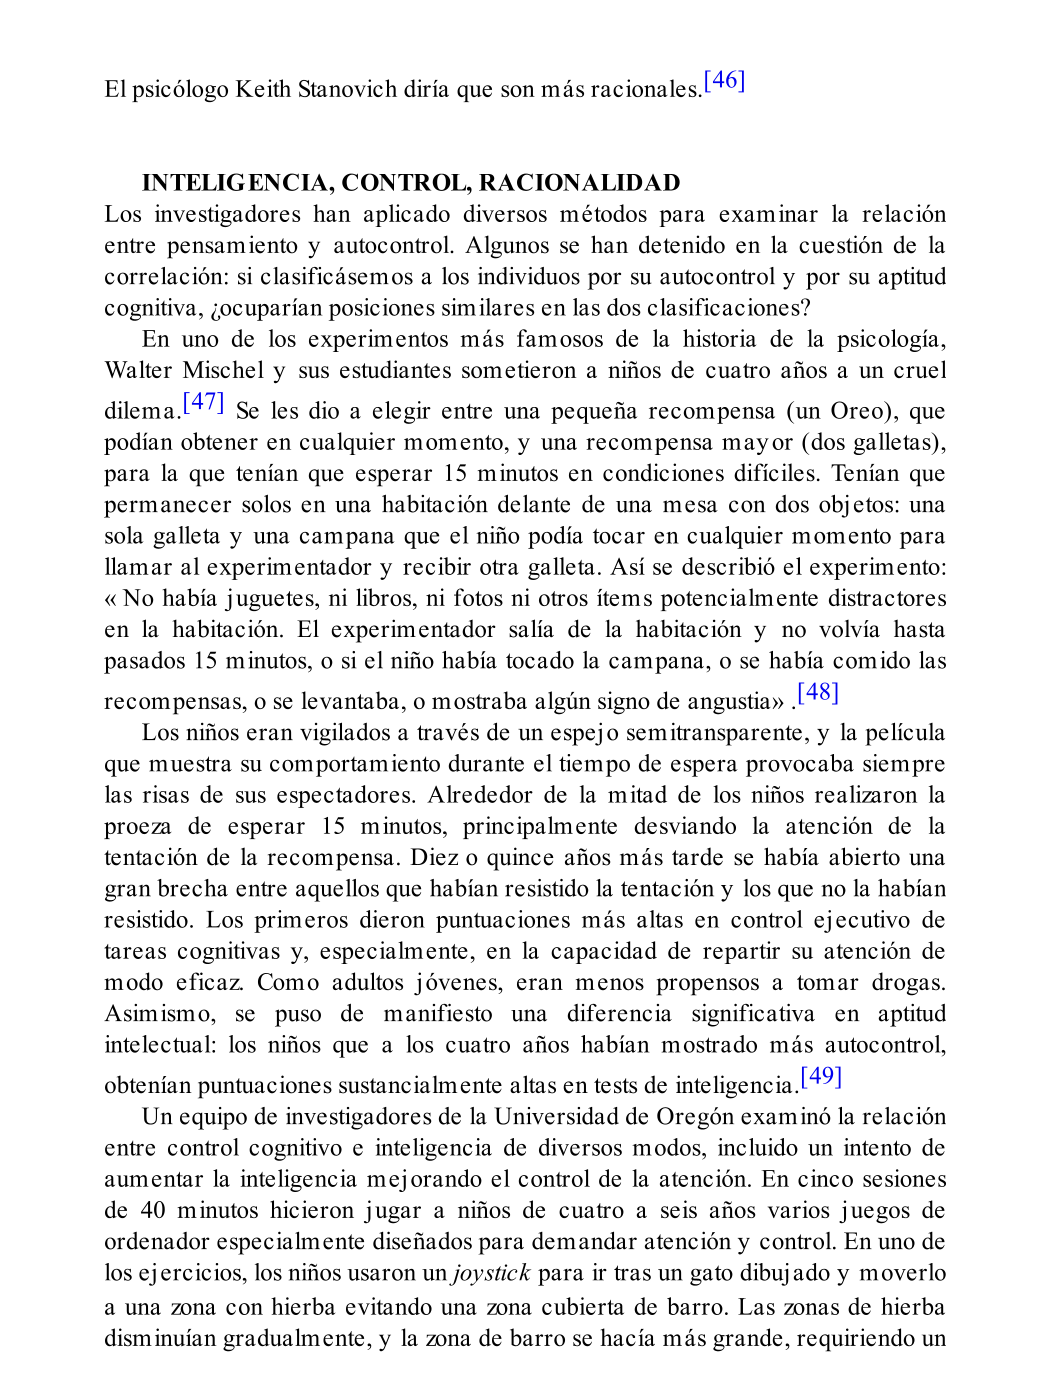 El psicólogo Keith Stanovich diría que son más racionales.[46]
INTELIGENCIA, CONTROL, RACIONALIDAD
Los investigadores han aplicado diversos métodos para examinar la relación
entre pensamiento y autocontrol. Algunos se han detenido en la cuestión de la
correlación: si clasificásemos a los individuos por su autocontrol y por su aptitud
cognitiva, ¿ocuparían posiciones similares en las dos clasificaciones?
En uno de los experimentos más famosos de la historia de la psicología,
Walter Mischel y sus estudiantes sometieron a niños de cuatro años a un cruel
dilema.[47] Se les dio a elegir entre una pequeña recompensa (un Oreo), que
podían obtener en cualquier momento, y una recompensa mayor (dos galletas),
para la que tenían que esperar 15 minutos en condiciones difíciles. Tenían que
permanecer solos en una habitación delante de una mesa con dos objetos: una
sola galleta y una campana que el niño podía tocar en cualquier momento para
llamar al experimentador y recibir otra galleta. Así se describió el experimento:
« No había juguetes, ni libros, ni fotos ni otros ítems potencialmente distractores
en la habitación. El experimentador salía de la habitación y no volvía hasta
pasados 15 minutos, o si el niño había tocado la campana, o se había comido las
recompensas, o se levantaba, o mostraba algún signo de angustia» .[48]
Los niños eran vigilados a través de un espejo semitransparente, y la película
que muestra su comportamiento durante el tiempo de espera provocaba siempre
las risas de sus espectadores. Alrededor de la mitad de los niños realizaron la
proeza de esperar 15 minutos, principalmente desviando la atención de la
tentación de la recompensa. Diez o quince años más tarde se había abierto una
gran brecha entre aquellos que habían resistido la tentación y los que no la habían
resistido. Los primeros dieron puntuaciones más altas en control ejecutivo de
tareas cognitivas y, especialmente, en la capacidad de repartir su atención de
modo eficaz. Como adultos jóvenes, eran menos propensos a tomar drogas.
Asimismo, se puso de manifiesto una diferencia significativa en aptitud
intelectual: los niños que a los cuatro años habían mostrado más autocontrol,
obtenían puntuaciones sustancialmente altas en tests de inteligencia.[49]
Un equipo de investigadores de la Universidad de Oregón examinó la relación
entre control cognitivo e inteligencia de diversos modos, incluido un intento de
aumentar la inteligencia mejorando el control de la atención. En cinco sesiones
de 40 minutos hicieron jugar a niños de cuatro a seis años varios juegos de
ordenador especialmente diseñados para demandar atención y control. En uno de
los ejercicios, los niños usaron un joystick para ir tras un gato dibujado y moverlo
a una zona con hierba evitando una zona cubierta de barro. Las zonas de hierba
disminuían gradualmente, y la zona de barro se hacía más grande, requiriendo un